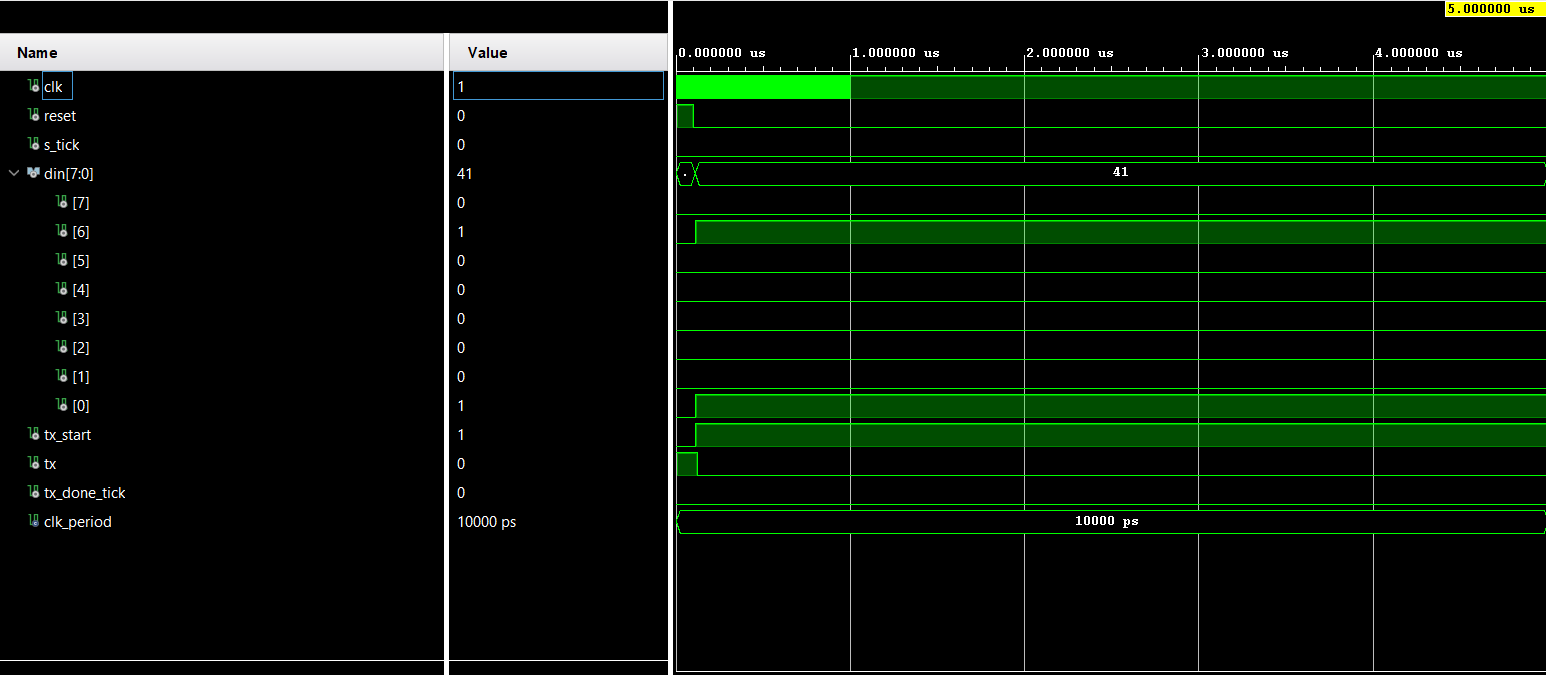 5.000000 us
Name Value
0.000000 us 1.000000 us 2.000000 us 3.000000 us 4.000000 us
clk 1
reset 0
s_tick 0
din[7:0] 41 . 41
[7] 0
[6] 1
[5] 0
[4] 0
[3] 0
[2] 0
[1] 0
[0] 1
tx_start 1
tx 0
tx_done_tick 0
clk_period 10000 ps 10000 ps